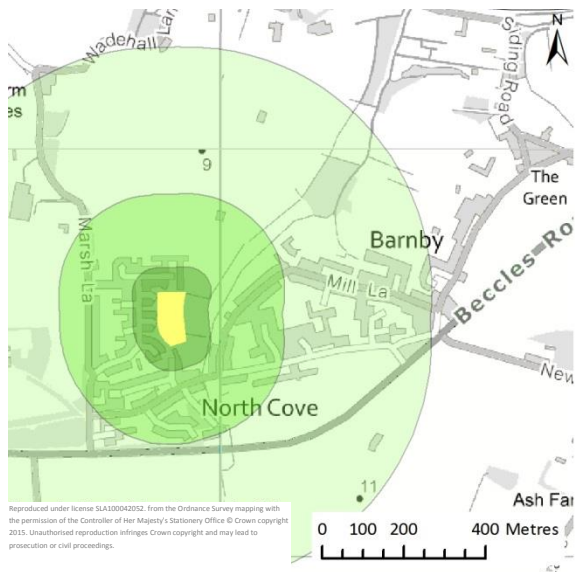 Wadehall Lan
N
Siding Road
rm
es
9
The
Green
Barnby
Marsh La
Mill La
Beccles Ro
New
North Cove
11
Ash Far
Reproduced under license SLA100042052. from the Ordnance Survey mapping with
the permission of the Controller of Her Majesty's Stationery Office © Crown copyright
2015. Unauthorised reproduction infringes Crown copyright and may lead to
prosecution or civil proceedings.
0 100 200 400 Metres